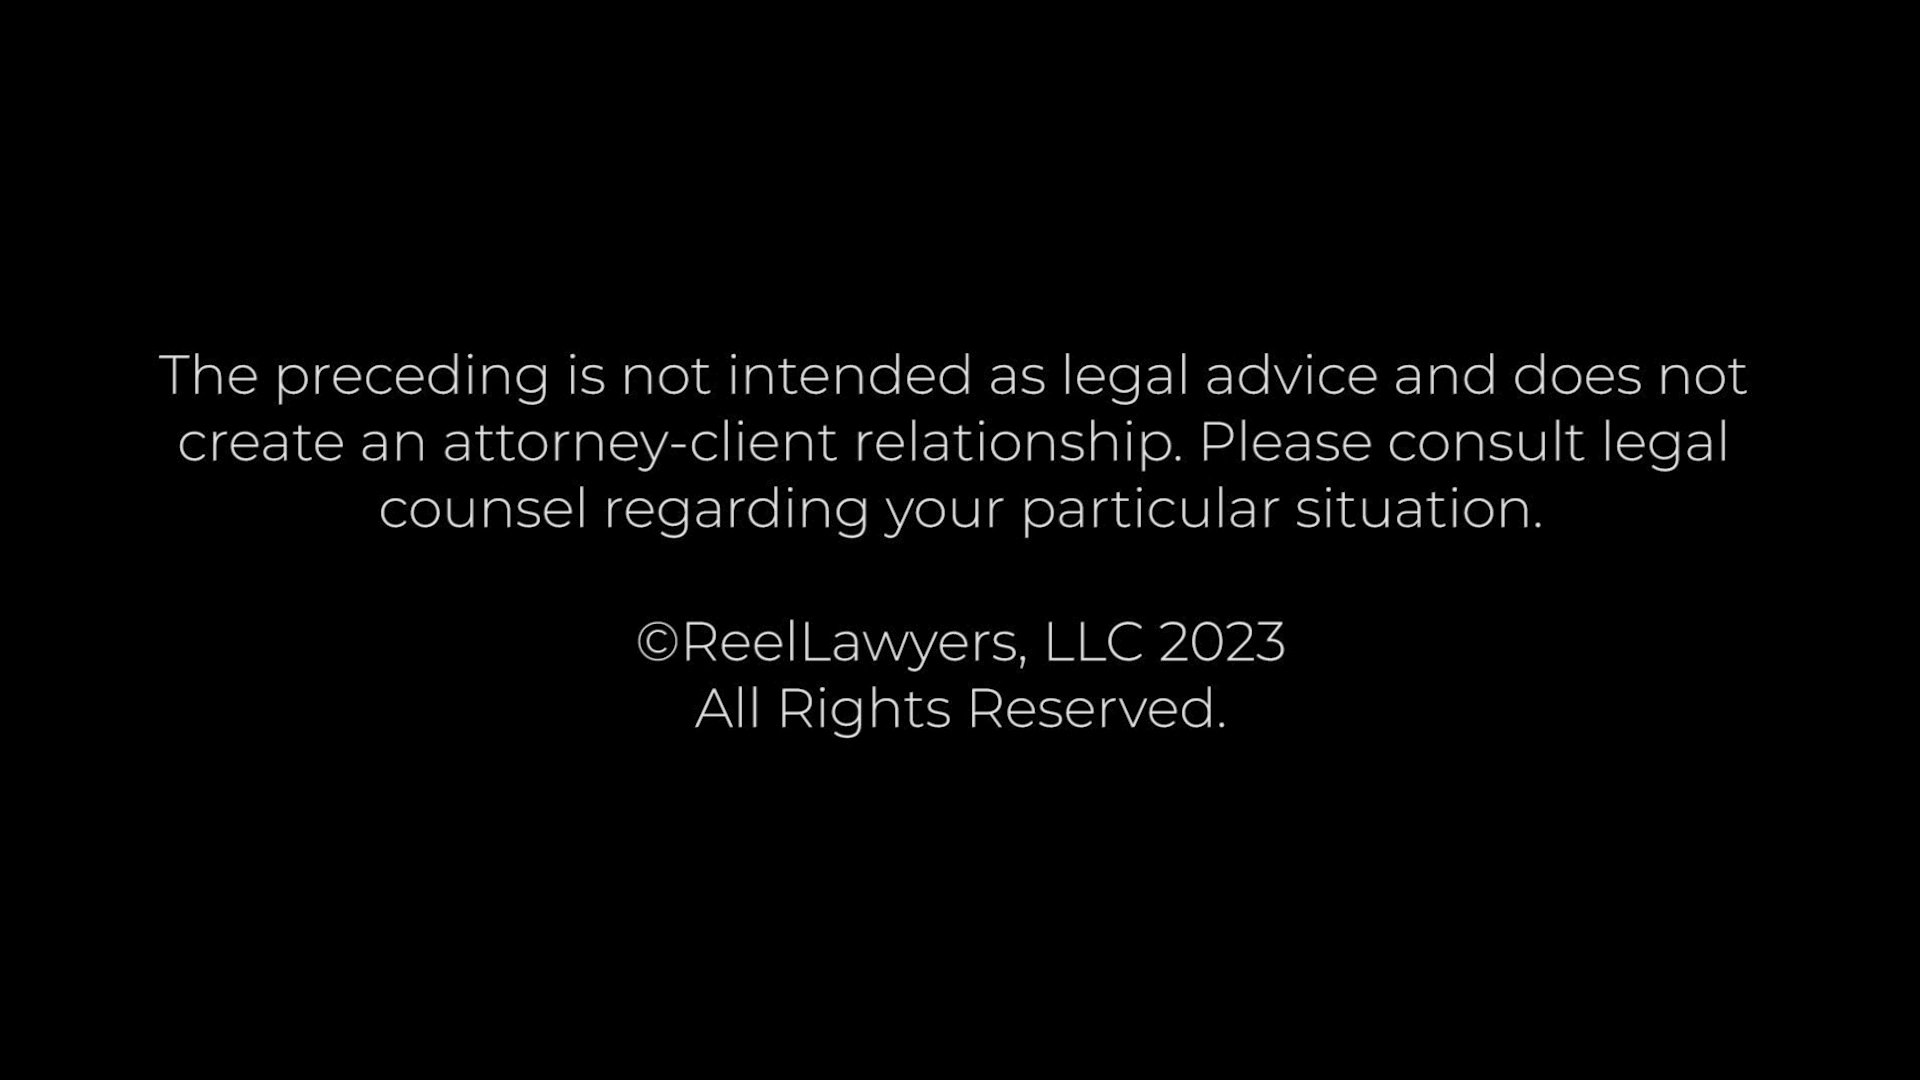 The preceding is not intended as legal advice and does not
create an attorney-client relationship. Please consult legal
counsel regarding your particular situation.
©ReelLawyers, LLC 2023
All Rights Reserved.